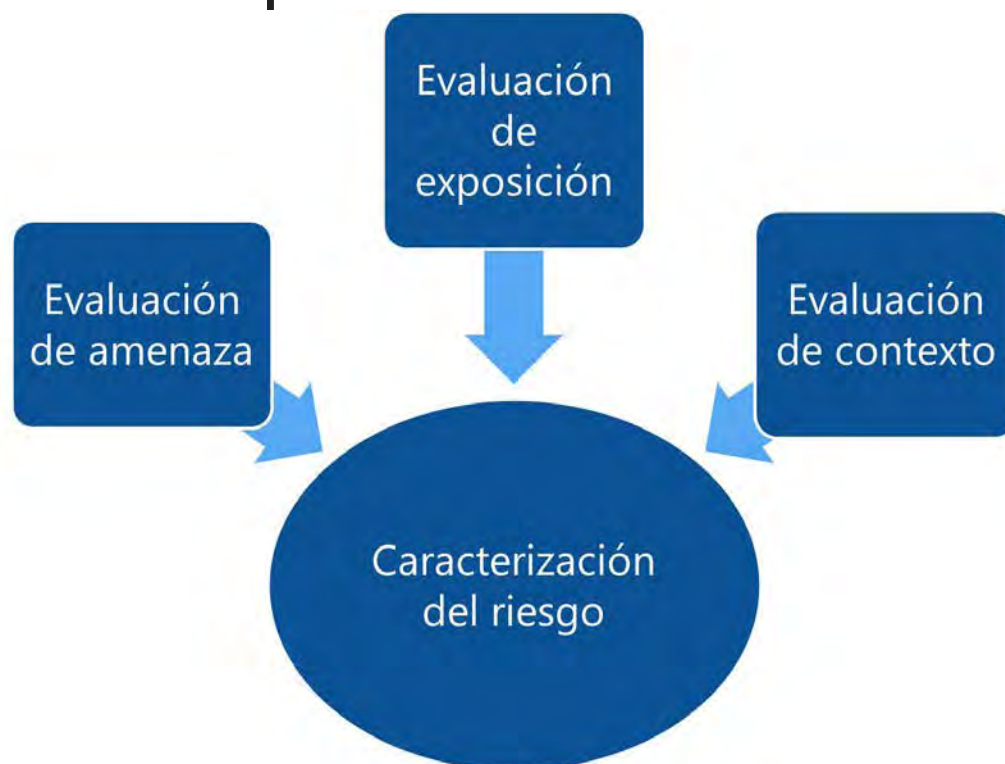 Evaluación
de
exposición
Evaluación
de amenaza
Evaluación
de contexto
Caracterización
del riesgo